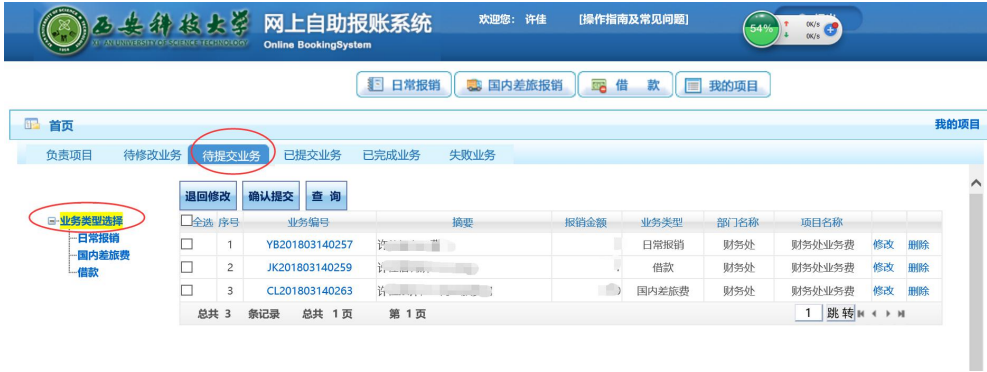 西安科技大学 网上自助报账系统 欢迎您： 许佳 [操作指南及常见问题]
XI'AN UNIVERSITY OF SCIENCE TECHNOLOGY Online BookingSystem
54% 0K/s
0K/s
日常报销 国内差旅报销 借 款 我的项目
首页 我的项目
负责项目 待修改业务 待提交业务 已提交业务 已完成业务 失败业务
退回修改 确认提交 查 询
业务类型选择
日常报销
国内差旅费
借款
全选 序号 业务编号 摘要 报销金额 业务类型 部门名称 项目名称
1 YB201803140257 日常报销 财务处 财务处业务费 修改 删除
2 JK201803140259 借款 财务处 财务处业务费 修改 删除
3 CL201803140263 国内差旅费 财务处 财务处业务费 修改 删除
总共 3 条记录 总共 1 页 第 1 页 1 跳 转